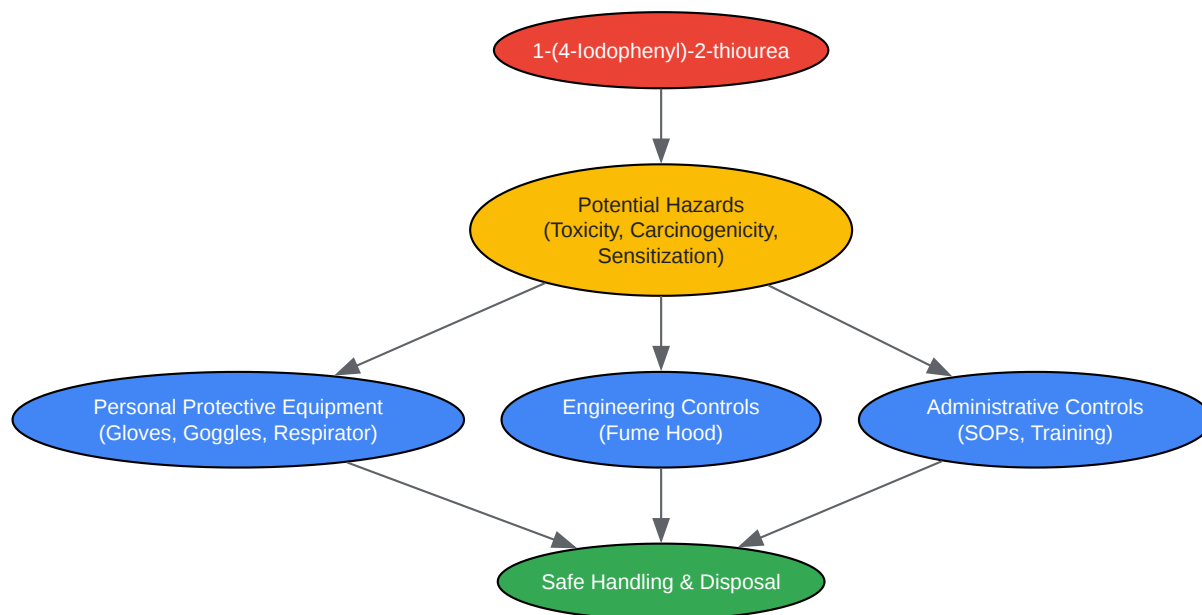 1-(4-Iodophenyl)-2-thiourea
Potential Hazards
(Toxicity, Carcinogenicity,
Sensitization)
Personal Protective Equipment
(Gloves, Goggles, Respirator)
Engineering Controls
(Fume Hood)
Administrative Controls
(SOPs, Training)
Safe Handling & Disposal